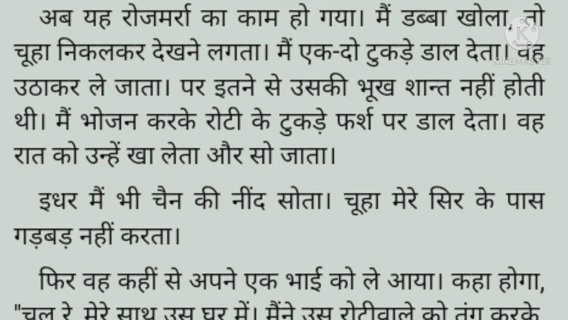 अब यह रोजमर्रा का काम हो गया। मैं डब्बा खोला, तो
चूहा निकलकर देखने लगता। मैं एक-दो टुकड़े डाल देता। वह
उठाकर ले जाता। पर इतने से उसकी भूख शान्त नहीं होती
थी। मैं भोजन करके रोटी के टुकड़े फर्श पर डाल देता। वह
रात को उन्हें खा लेता और सो जाता।
इधर मैं भी चैन की नींद सोता। चूहा मेरे सिर के पास
गड़बड़ नहीं करता।
फिर वह कहीं से अपने एक भाई को ले आया। कहा होगा,
"चल रे, मेरे साथ उस घर में। मैंने उस रोटीवाले को तंग करके,